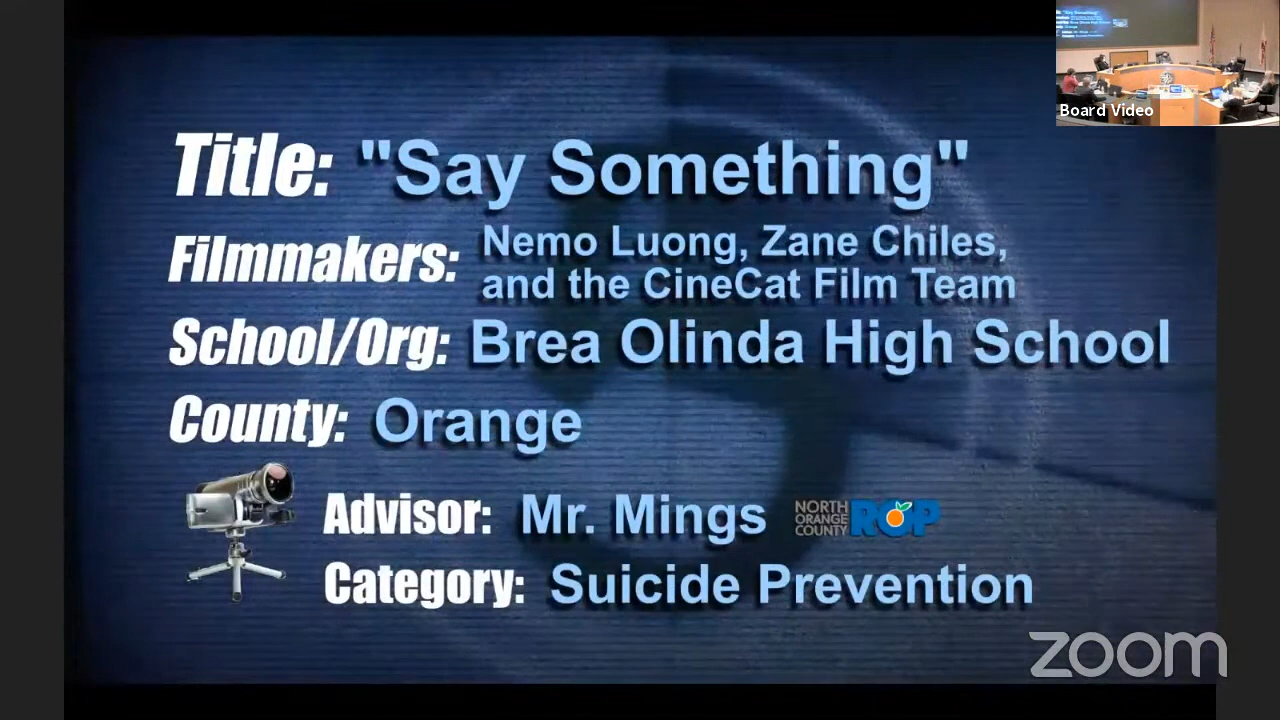 Title: "Say Something"
Filmmakers: Nemo Luong, Zane Chiles,
and the CineCat Film Team
School/Org: Brea Olinda High School
County: Orange
Advisor: Mr. Mings
NORTH
ORANGE
COUNTY
ROP
Category: Suicide Prevention
Board Video
zoom